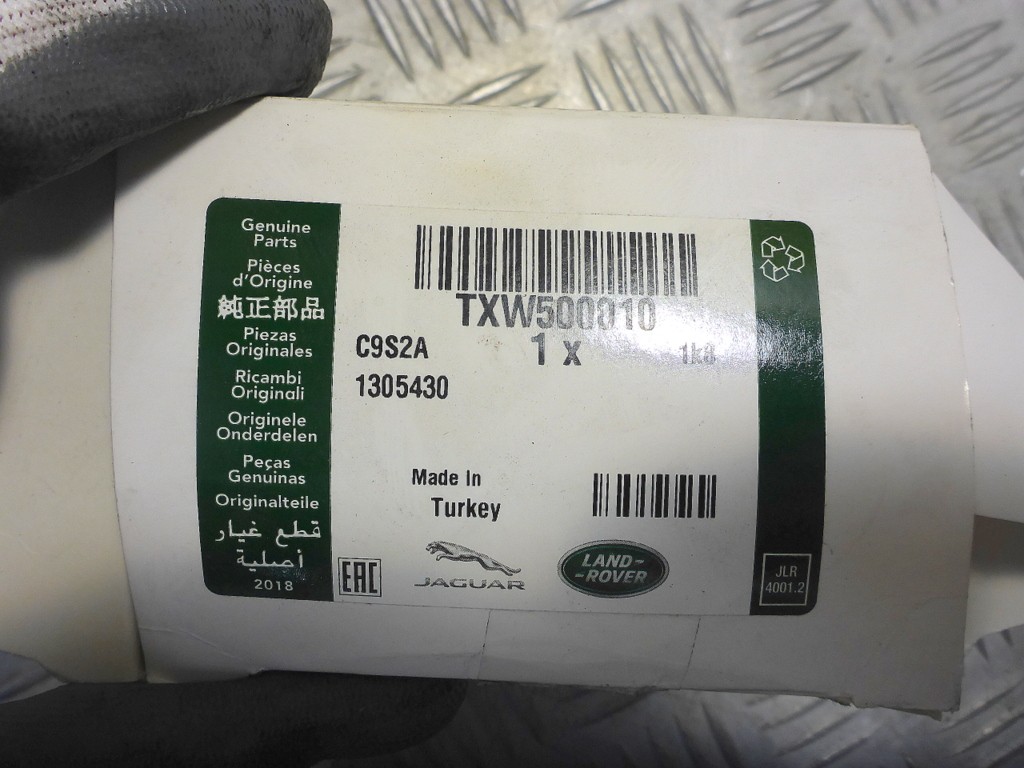 Genuine
Parts
Pièces
d'Origine
純正部品
Piezas
Originales
Ricambi
Originali
Originele
Onderdelen
Peças
Genuinas
Originalteile
قطع غيار
أصلية
2018
TXW500010
1 x
C9S2A
1305430
Made In
Turkey
EAC
JAGUAR
LAND-
-ROVER
JLR
4001.2